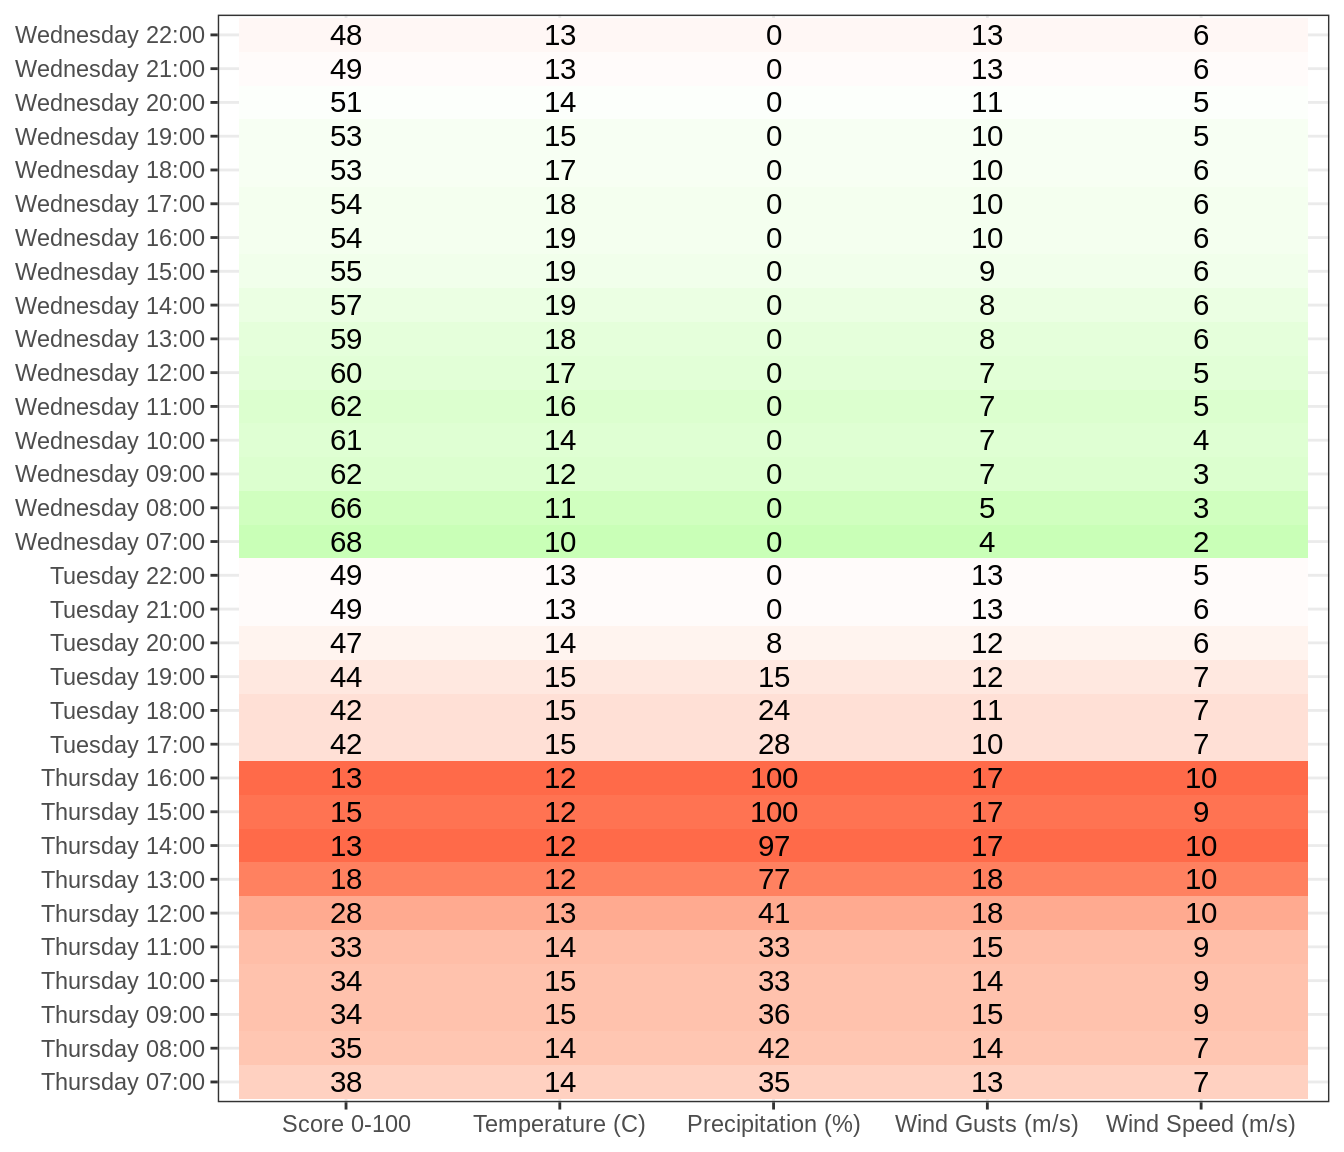 Wednesday 22:00 48 13 0 13 6
Wednesday 21:00 49 13 0 13 6
Wednesday 20:00 51 14 0 11 5
Wednesday 19:00 53 15 0 10 5
Wednesday 18:00 53 17 0 10 6
Wednesday 17:00 54 18 0 10 6
Wednesday 16:00 54 19 0 10 6
Wednesday 15:00 55 19 0 9 6
Wednesday 14:00 57 19 0 8 6
Wednesday 13:00 59 18 0 8 6
Wednesday 12:00 60 17 0 7 5
Wednesday 11:00 62 16 0 7 5
Wednesday 10:00 61 14 0 7 4
Wednesday 09:00 62 12 0 7 3
Wednesday 08:00 66 11 0 5 3
Wednesday 07:00 68 10 0 4 2
Tuesday 22:00 49 13 0 13 5
Tuesday 21:00 49 13 0 13 6
Tuesday 20:00 47 14 8 12 6
Tuesday 19:00 44 15 15 12 7
Tuesday 18:00 42 15 24 11 7
Tuesday 17:00 42 15 28 10 7
Thursday 16:00 13 12 100 17 10
Thursday 15:00 15 12 100 17 9
Thursday 14:00 13 12 97 17 10
Thursday 13:00 18 12 77 18 10
Thursday 12:00 28 13 41 18 10
Thursday 11:00 33 14 33 15 9
Thursday 10:00 34 15 33 14 9
Thursday 09:00 34 15 36 15 9
Thursday 08:00 35 14 42 14 7
Thursday 07:00 38 14 35 13 7
Score 0-100 Temperature (C) Precipitation (%) Wind Gusts (m/s) Wind Speed (m/s)